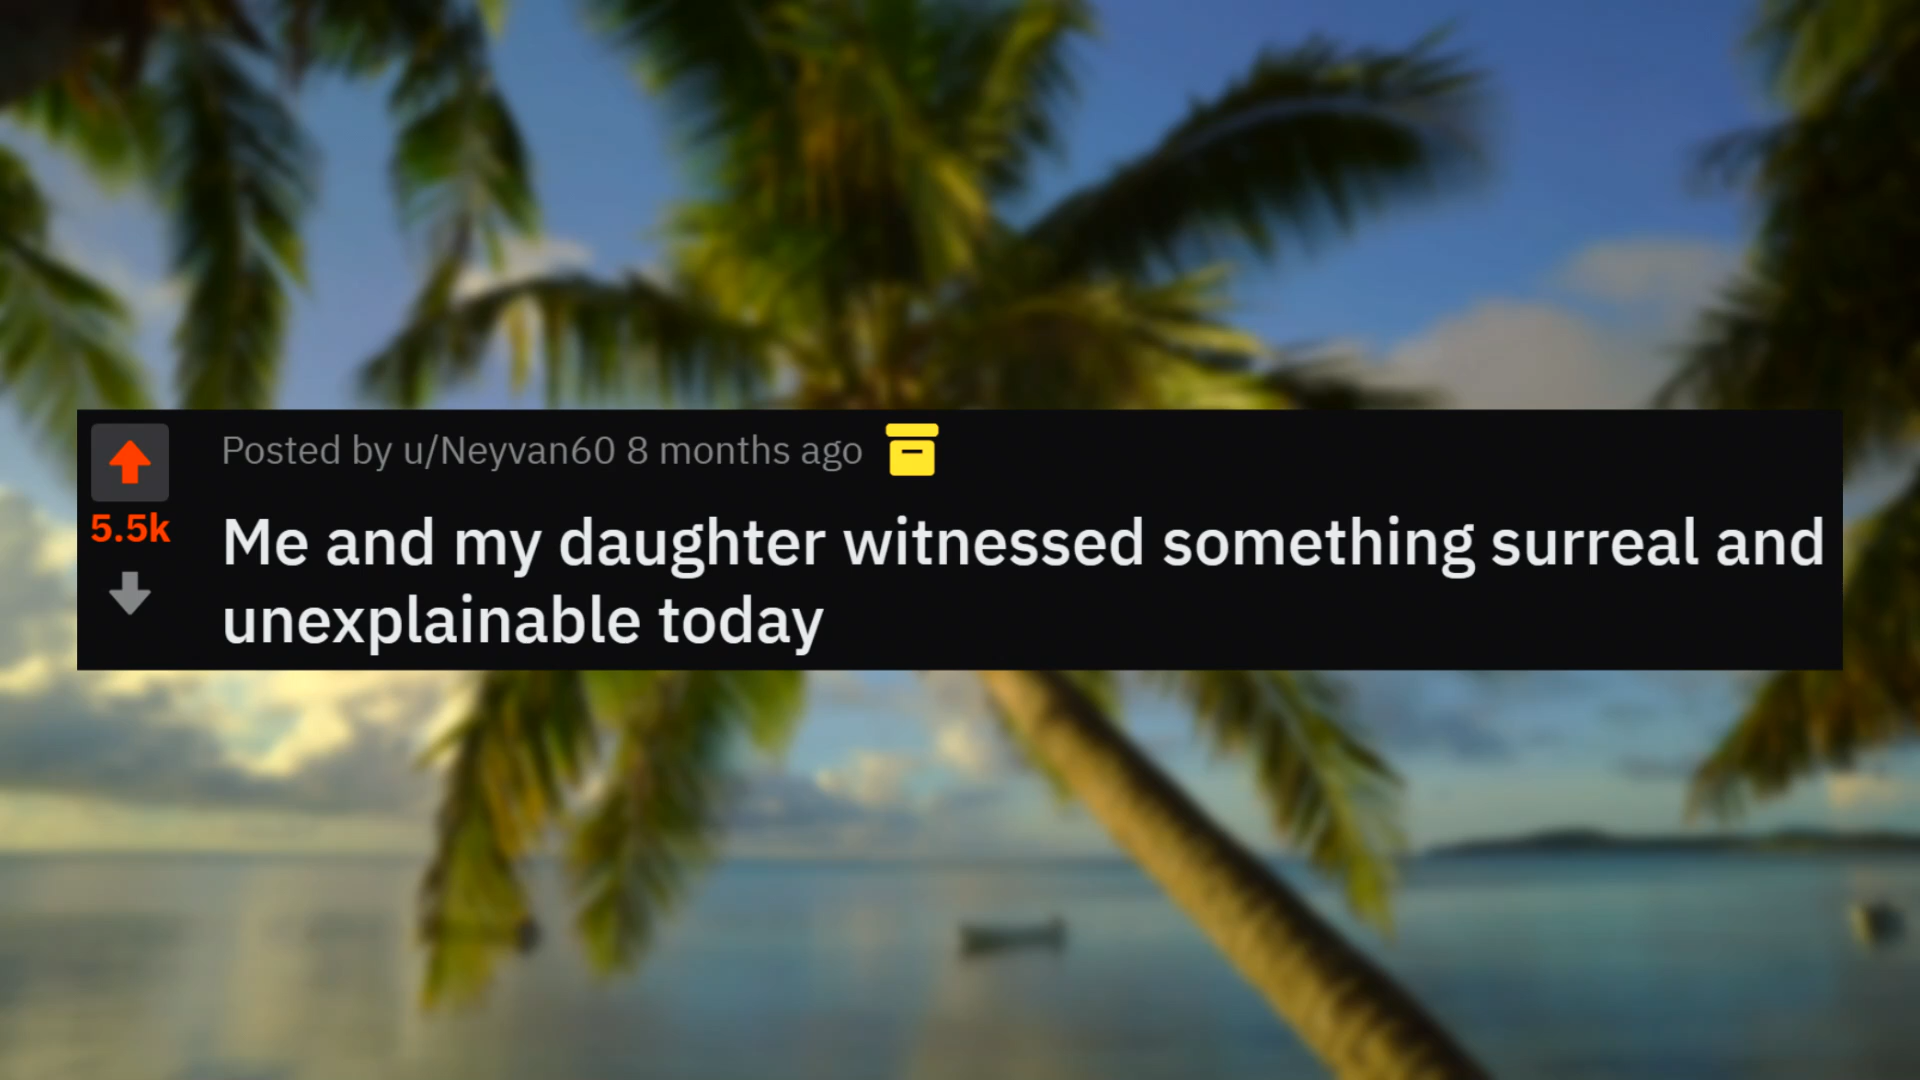 Posted by u/Neyvan60 8 months ago
5.5k
Me and my daughter witnessed something surreal and
unexplainable today